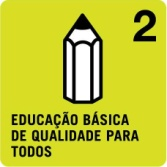 2
EDUCAÇÃO BÁSICA
DE QUALIDADE PARA
TODOS